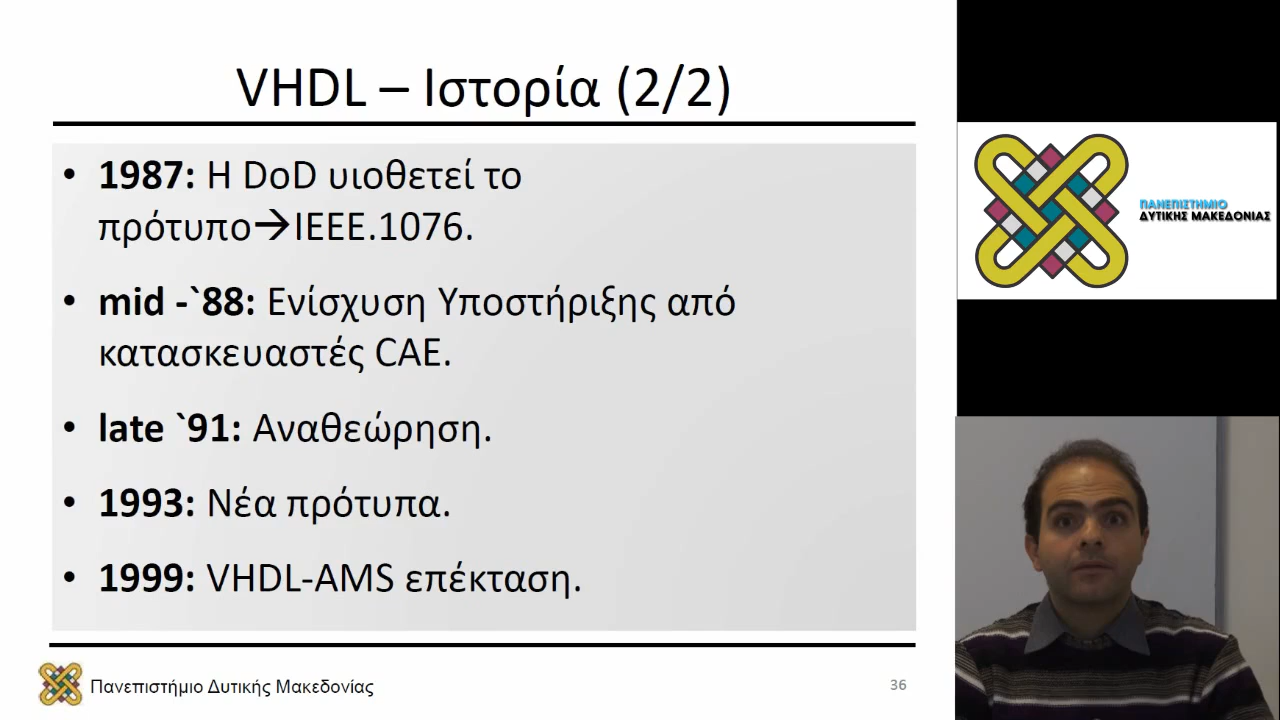 VHDL – Ιστορία (2/2)
• 1987: Η DoD υιοθετεί το
πρότυπο→IEEE.1076.
• mid -`88: Ενίσχυση Υποστήριξης από
κατασκευαστές CAE.
• late `91: Αναθεώρηση.
• 1993: Νέα πρότυπα.
• 1999: VHDL-AMS επέκταση.
Πανεπιστήμιο Δυτικής Μακεδονίας
36
ΠΑΝΕΠΙΣΤΗΜΙΟ
ΔΥΤΙΚΗΣ ΜΑΚΕΔΟΝΙΑΣ